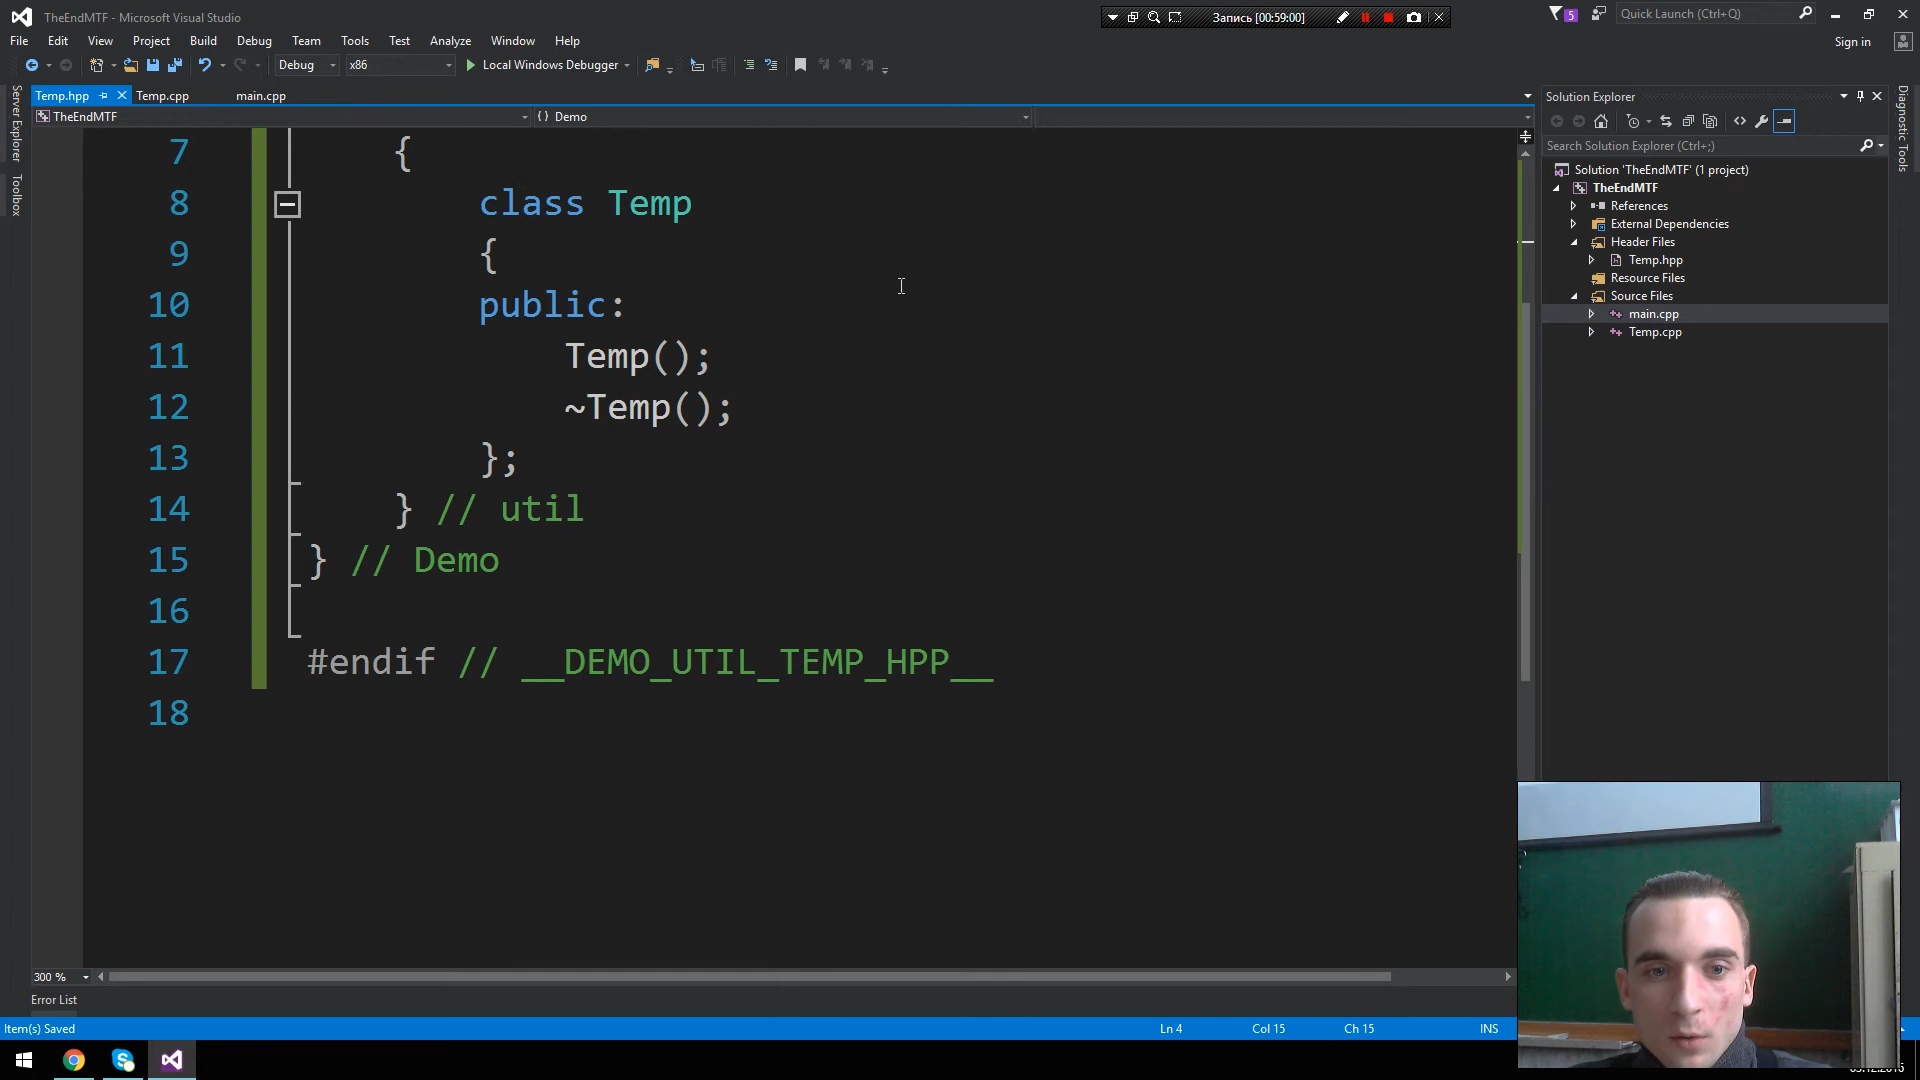 TheEndMTF - Microsoft Visual Studio
Запись [00:59:00]
5
Quick Launch (Ctrl+Q)
File Edit View Project Build Debug Team Tools Test Analyze Window Help
Sign in
Debug x86 Local Windows Debugger
Server Explorer
Toolbox
Temp.hpp Temp.cpp main.cpp
TheEndMTF {} Demo
7 {
8 class Temp
9 {
10 public:
11 Temp();
12 ~Temp();
13 };
14 } // util
15 } // Demo
16
17 #endif // __DEMO_UTIL_TEMP_HPP__
18
Solution Explorer
Search Solution Explorer (Ctrl+;)
Solution 'TheEndMTF' (1 project)
TheEndMTF
References
External Dependencies
Header Files
Temp.hpp
Resource Files
Source Files
main.cpp
Temp.cpp
Diagnostic Tools
300 %
Error List
Item(s) Saved Ln 4 Col 15 Ch 15 INS